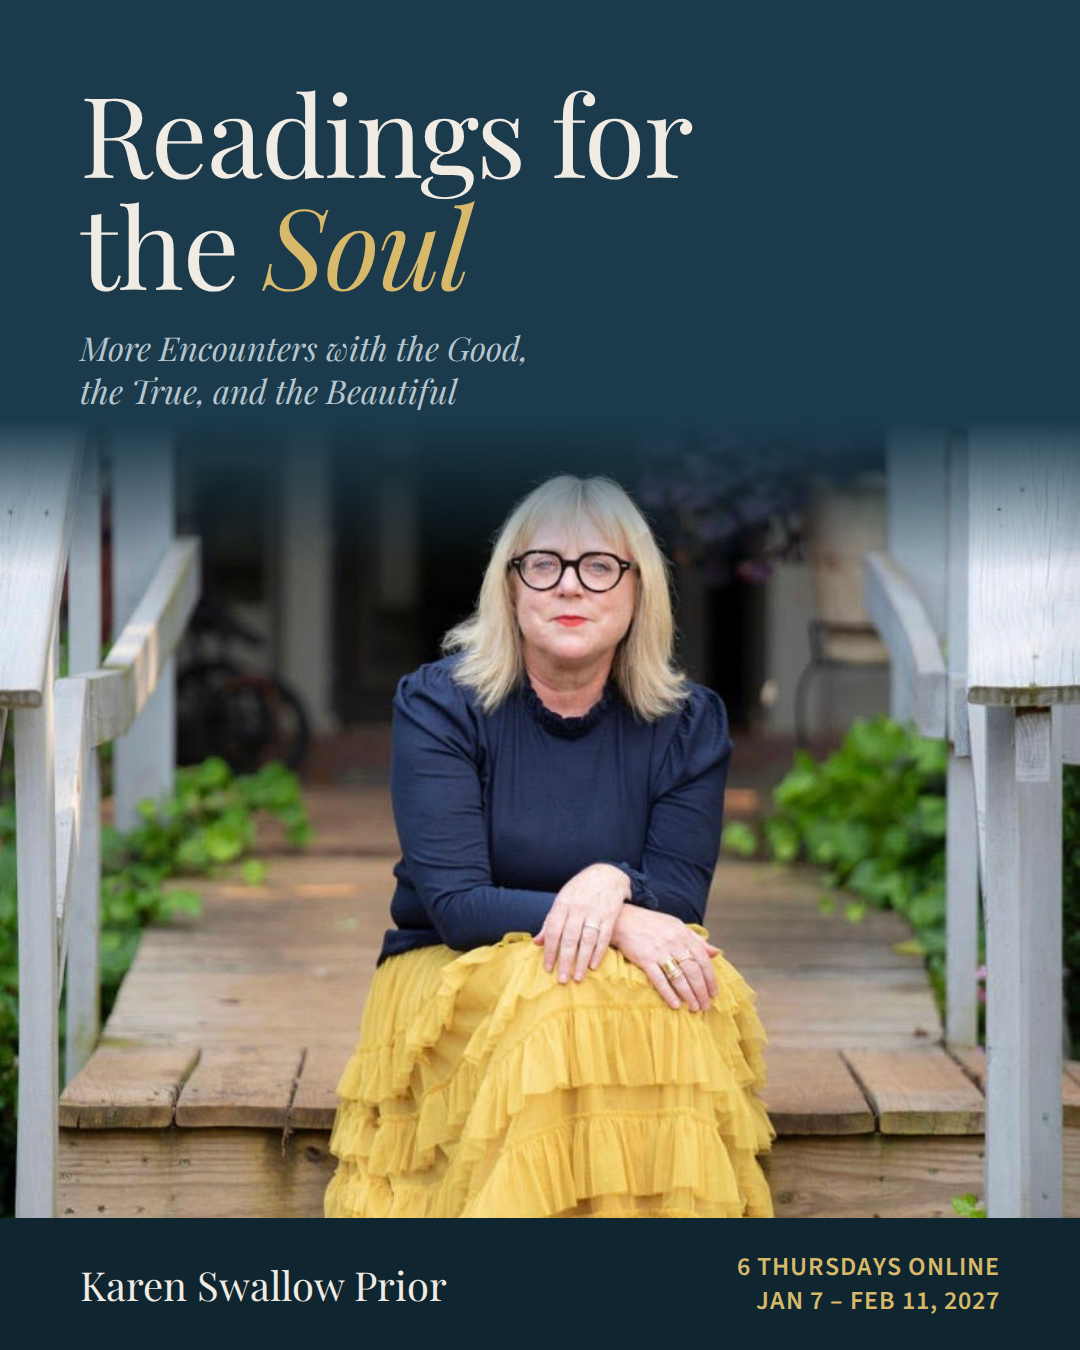 Readings for
the Soul
More Encounters with the Good,
the True, and the Beautiful
Karen Swallow Prior
6 THURSDAYS ONLINE
JAN 7 – FEB 11, 2027